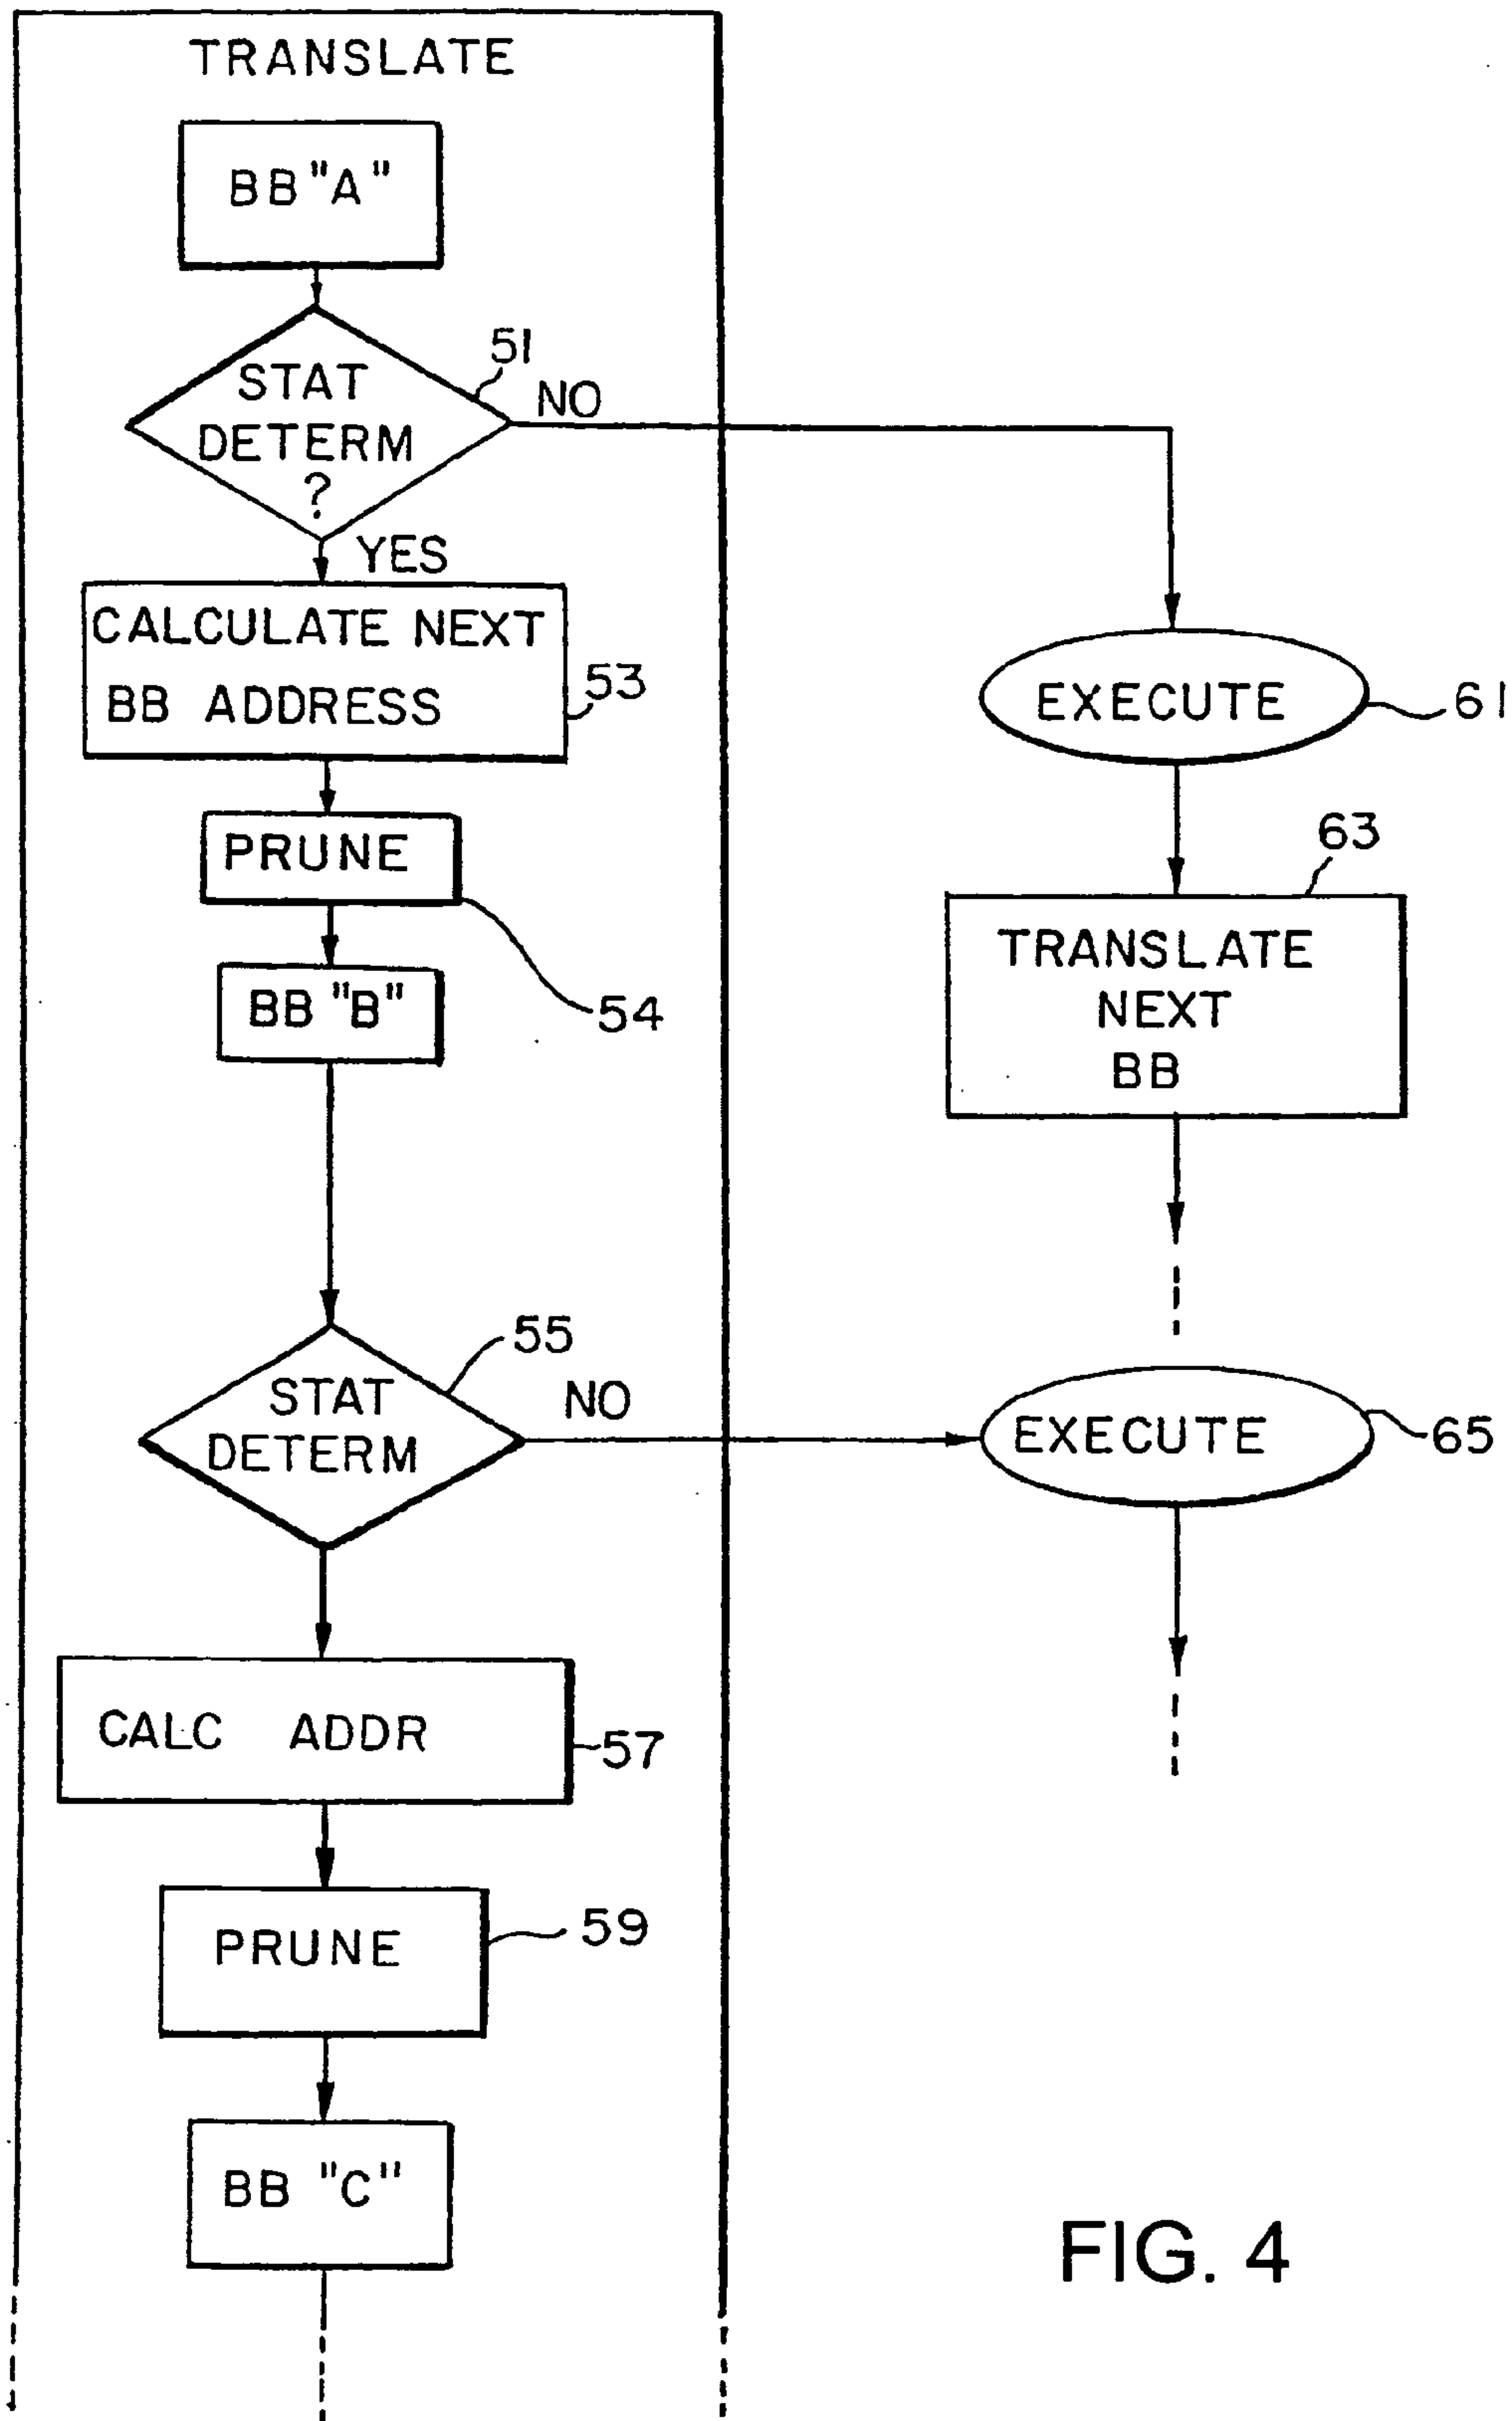 TRANSLATE
BB "A"
51
STAT
DETERM
?
NO
YES
CALCULATE NEXT
BB ADDRESS
53
PRUNE
54
BB "B"
EXECUTE
61
63
TRANSLATE
NEXT
BB
55
STAT
DETERM
NO
EXECUTE
65
CALC ADDR
57
PRUNE
59
BB "C"
FIG. 4